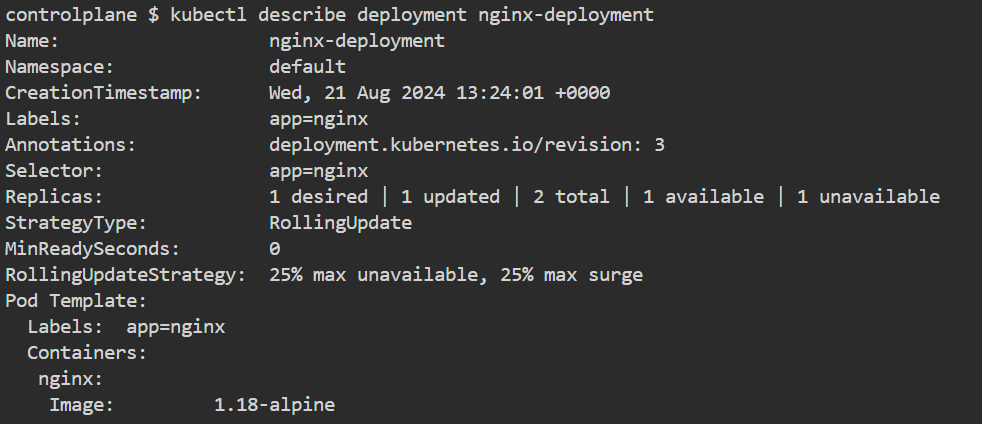 controlplane $ kubectl describe deployment nginx-deployment
Name:                   nginx-deployment
Namespace:              default
CreationTimestamp:      Wed, 21 Aug 2024 13:24:01 +0000
Labels:                 app=nginx
Annotations:            deployment.kubernetes.io/revision: 3
Selector:               app=nginx
Replicas:               1 desired | 1 updated | 2 total | 1 available | 1 unavailable
StrategyType:           RollingUpdate
MinReadySeconds:        0
RollingUpdateStrategy:  25% max unavailable, 25% max surge
Pod Template:
  Labels:  app=nginx
  Containers:
   nginx:
    Image:         1.18-alpine